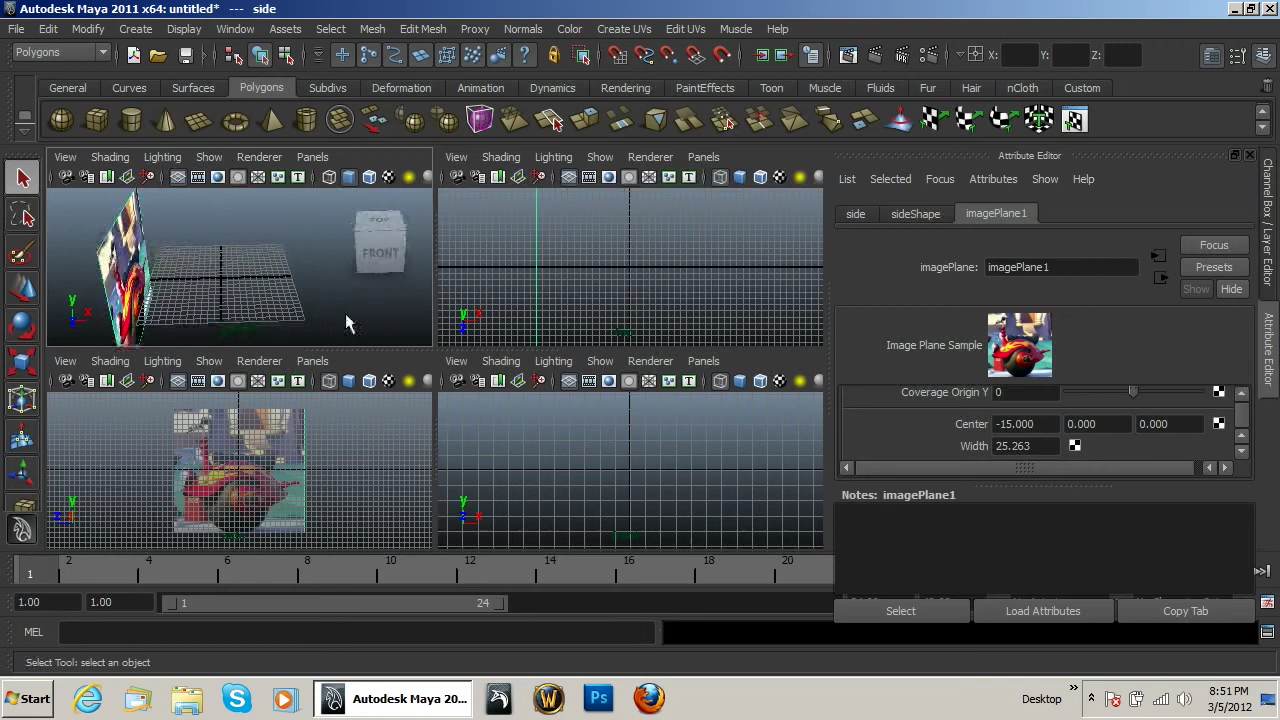 Autodesk Maya 2011 x64: untitled* --- side
File Edit Modify Create Display Window Assets Select Mesh Edit Mesh Proxy Normals Color Create UVs Edit UVs Muscle Help
Polygons X: Y: Z:
General Curves Surfaces Polygons Subdivs Deformation Animation Dynamics Rendering PaintEffects Toon Muscle Fluids Fur Hair nCloth Custom
View Shading Lighting Show Renderer Panels
View Shading Lighting Show Renderer Panels
TOP
FRONT
y x z
y x z
View Shading Lighting Show Renderer Panels
View Shading Lighting Show Renderer Panels
y z
y z x
Attribute Editor
List Selected Focus Attributes Show Help
side sideShape imagePlane1
imagePlane: imagePlane1
Focus
Presets
Show Hide
Image Plane Sample
Coverage Origin Y 0
Center -15.000 0.000 0.000
Width 25.263
Notes: imagePlane1
Select Load Attributes Copy Tab
Channel Box / Layer Editor
Attribute Editor
1 2 4 6 8 10 12 14 16 18 20
1.00 1.00 1 24
MEL
Select Tool: select an object
Start
Autodesk Maya 20...
Ps
Desktop
8:51 PM
3/5/2012